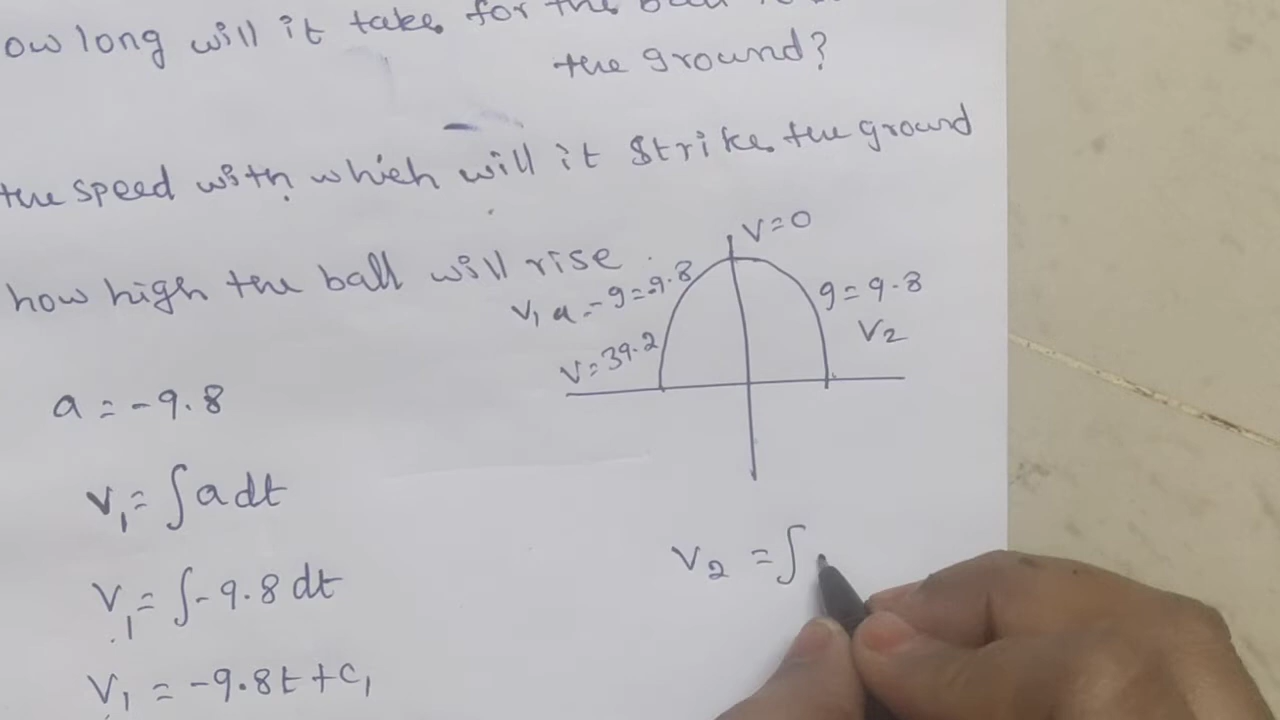 ow long will it take for the ball
the ground?
the speed with which will it strike the ground
how high the ball will rise
V=0
V₁ a=-g=-9.8
g=9.8
V=39.2
V₂
a=-9.8
V₁=∫adt
V₂=∫
V₁=∫-9.8dt
V₁=-9.8t+C₁